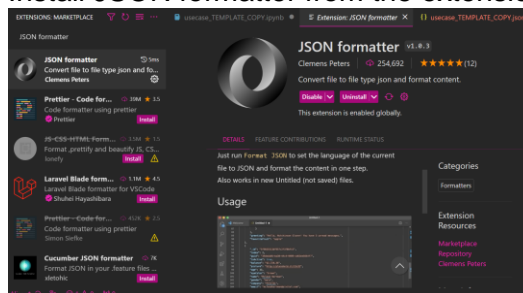 EXTENSIONS: MARKETPLACE
usecase_TEMPLATE_COPY.ipynb
Extension: JSON formatter
usecase_TEMPLATE_COPY.json
JSON formatter
JSON formatter
5ms
Convert file to file type json and fo...
Clemens Peters
Prettier - Code for...
39M
3.5
Code formatter using prettier
Prettier
Install
JS-CSS-HTML Form...
3.5
Format ,prettify and beautify JS, CS...
lonefy
Install
Laravel Blade form...
1.1M
4.5
Laravel Blade formatter for VSCode
Shuhei Hayashibara
Install
Prettier - Code for...
452K
Code formatter using prettier
Simon Siefke
Cucumber JSON formatter
7K
Format JSON in your .feature files ...
Install
JSON formatter v1.0.3
Clemens Peters
254,692
(12)
Convert file to file type json and format content.
Disable
Uninstall
This extension is enabled globally.
DETAILS
FEATURE CONTRIBUTIONS
RUNTIME STATUS
Just run Format JSON to set the language of the current
file to JSON and format the content in one step.
Also works in new Untitled (not saved) files.
Usage
Categories
Formatters
Extension
Resources
Marketplace
Repository
Clemens Peters